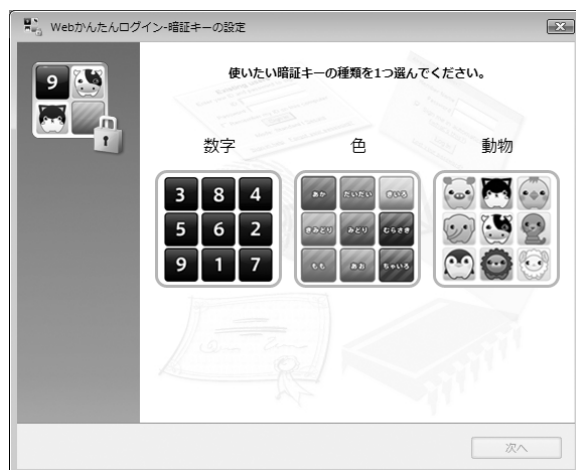 Webかんたんログイン-暗証キーの設定
9
使いたい暗証キーの種類を1つ選んでください。
数字 色 動物
3 8 4
5 6 2
9 1 7
あか だいだい きいろ
きみどり みどり むらさき
もも あお ちゃいろ
次へ